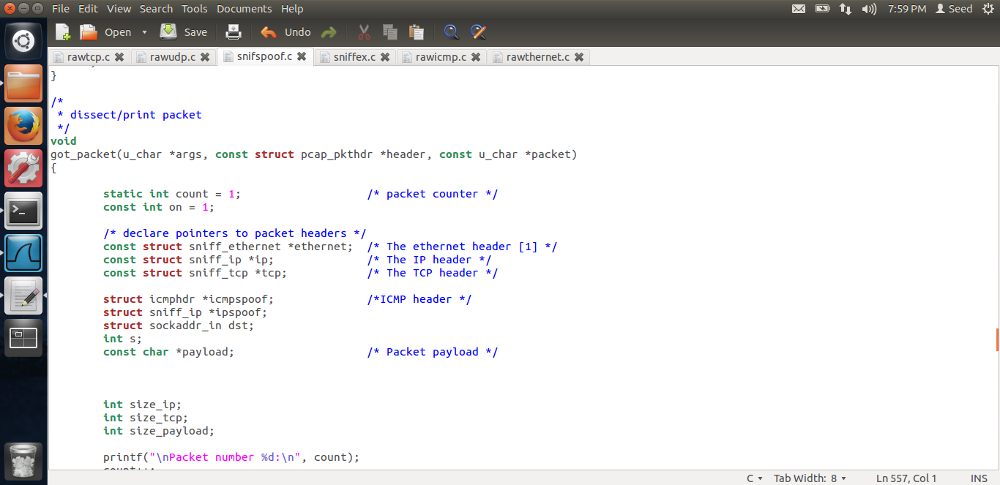 File Edit View Search Tools Documents Help
7:59 PM Seed
Open Save Undo
rawtcp.c rawudp.c snifspoof.c sniffex.c rawicmp.c rawthernet.c
}
/*
* dissect/print packet
*/
void
got_packet(u_char *args, const struct pcap_pkthdr *header, const u_char *packet)
{
static int count = 1; /* packet counter */
const int on = 1;
/* declare pointers to packet headers */
const struct sniff_ethernet *ethernet; /* The ethernet header [1] */
const struct sniff_ip *ip; /* The IP header */
const struct sniff_tcp *tcp; /* The TCP header */
struct icmphdr *icmpspoof; /*ICMP header */
struct sniff_ip *ipspoof;
struct sockaddr_in dst;
int s;
const char *payload; /* Packet payload */
int size_ip;
int size_tcp;
int size_payload;
printf("\nPacket number %d:\n", count);
C Tab Width: 8 Ln 557, Col 1 INS